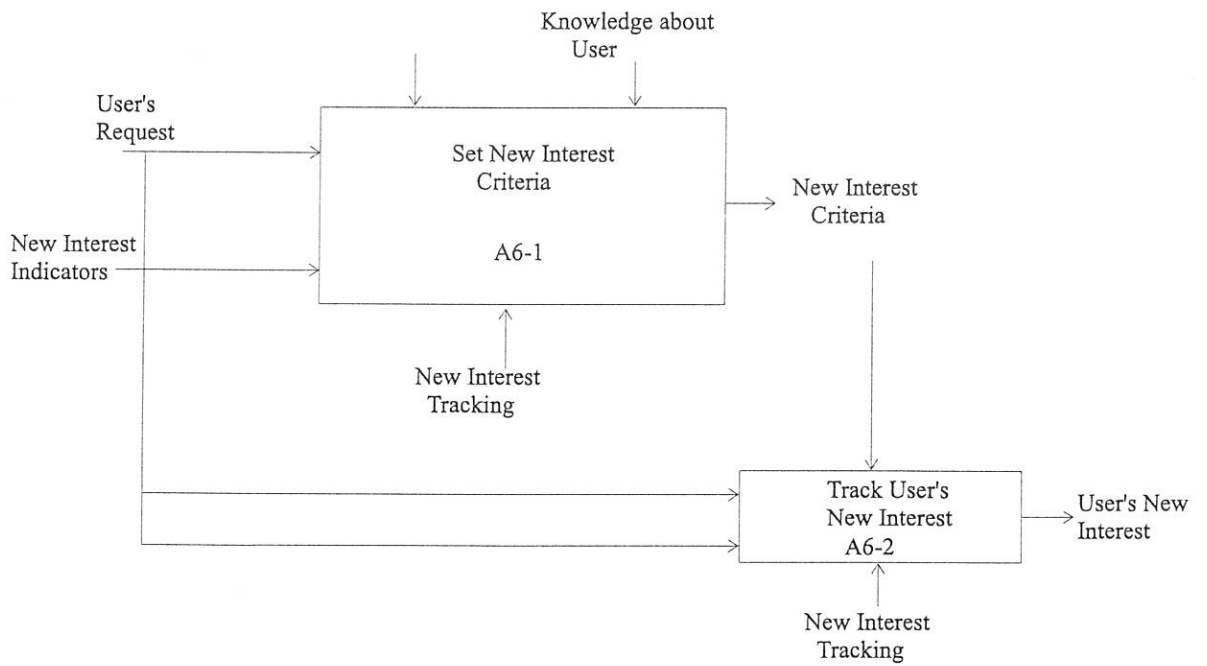 Knowledge about
User
User's
Request
Set New Interest
Criteria
A6-1
New Interest
Criteria
New Interest
Indicators
New Interest
Tracking
Track User's
New Interest
A6-2
User's New
Interest
New Interest
Tracking